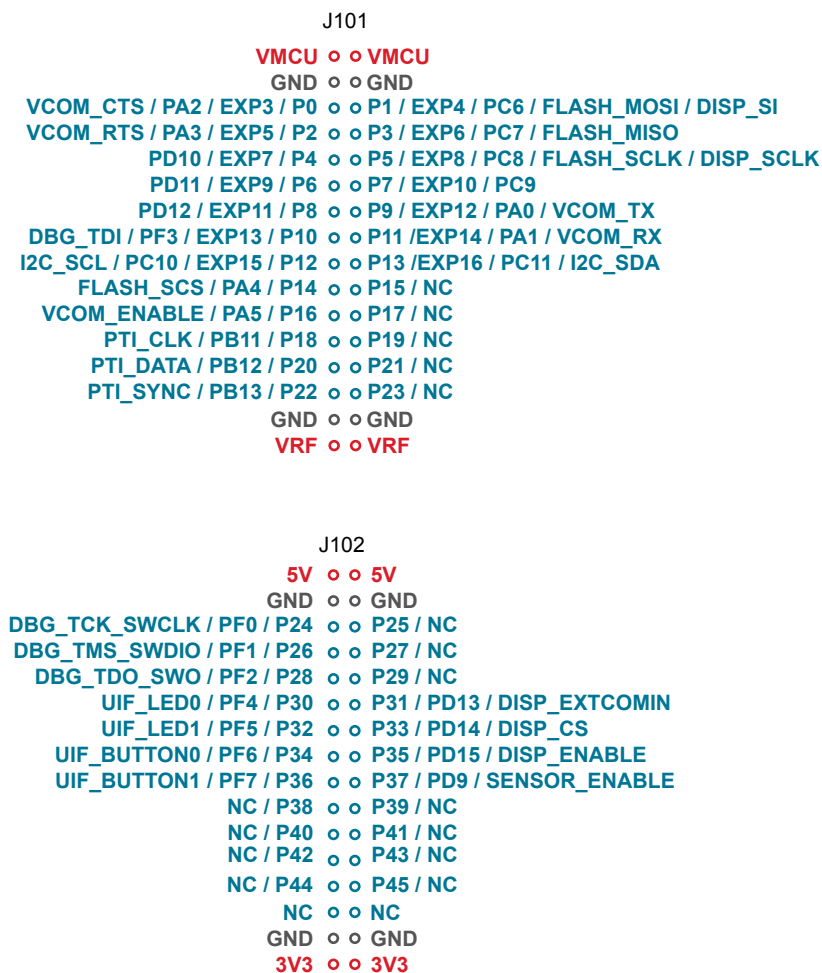 J101
VMCU VMCU
GND GND
VCOM_CTS / PA2 / EXP3 / P0 P1 / EXP4 / PC6 / FLASH_MOSI / DISP_SI
VCOM_RTS / PA3 / EXP5 / P2 P3 / EXP6 / PC7 / FLASH_MISO
PD10 / EXP7 / P4 P5 / EXP8 / PC8 / FLASH_SCLK / DISP_SCLK
PD11 / EXP9 / P6 P7 / EXP10 / PC9
PD12 / EXP11 / P8 P9 / EXP12 / PA0 / VCOM_TX
DBG_TDI / PF3 / EXP13 / P10 P11 /EXP14 / PA1 / VCOM_RX
I2C_SCL / PC10 / EXP15 / P12 P13 /EXP16 / PC11 / I2C_SDA
FLASH_SCS / PA4 / P14 P15 / NC
VCOM_ENABLE / PA5 / P16 P17 / NC
PTI_CLK / PB11 / P18 P19 / NC
PTI_DATA / PB12 / P20 P21 / NC
PTI_SYNC / PB13 / P22 P23 / NC
GND GND
VRF VRF
J102
5V 5V
GND GND
DBG_TCK_SWCLK / PF0 / P24 P25 / NC
DBG_TMS_SWDIO / PF1 / P26 P27 / NC
DBG_TDO_SWO / PF2 / P28 P29 / NC
UIF_LED0 / PF4 / P30 P31 / PD13 / DISP_EXTCOMIN
UIF_LED1 / PF5 / P32 P33 / PD14 / DISP_CS
UIF_BUTTON0 / PF6 / P34 P35 / PD15 / DISP_ENABLE
UIF_BUTTON1 / PF7 / P36 P37 / PD9 / SENSOR_ENABLE
NC / P38 P39 / NC
NC / P40 P41 / NC
NC / P42 P43 / NC
NC / P44 P45 / NC
NC NC
GND GND
3V3 3V3